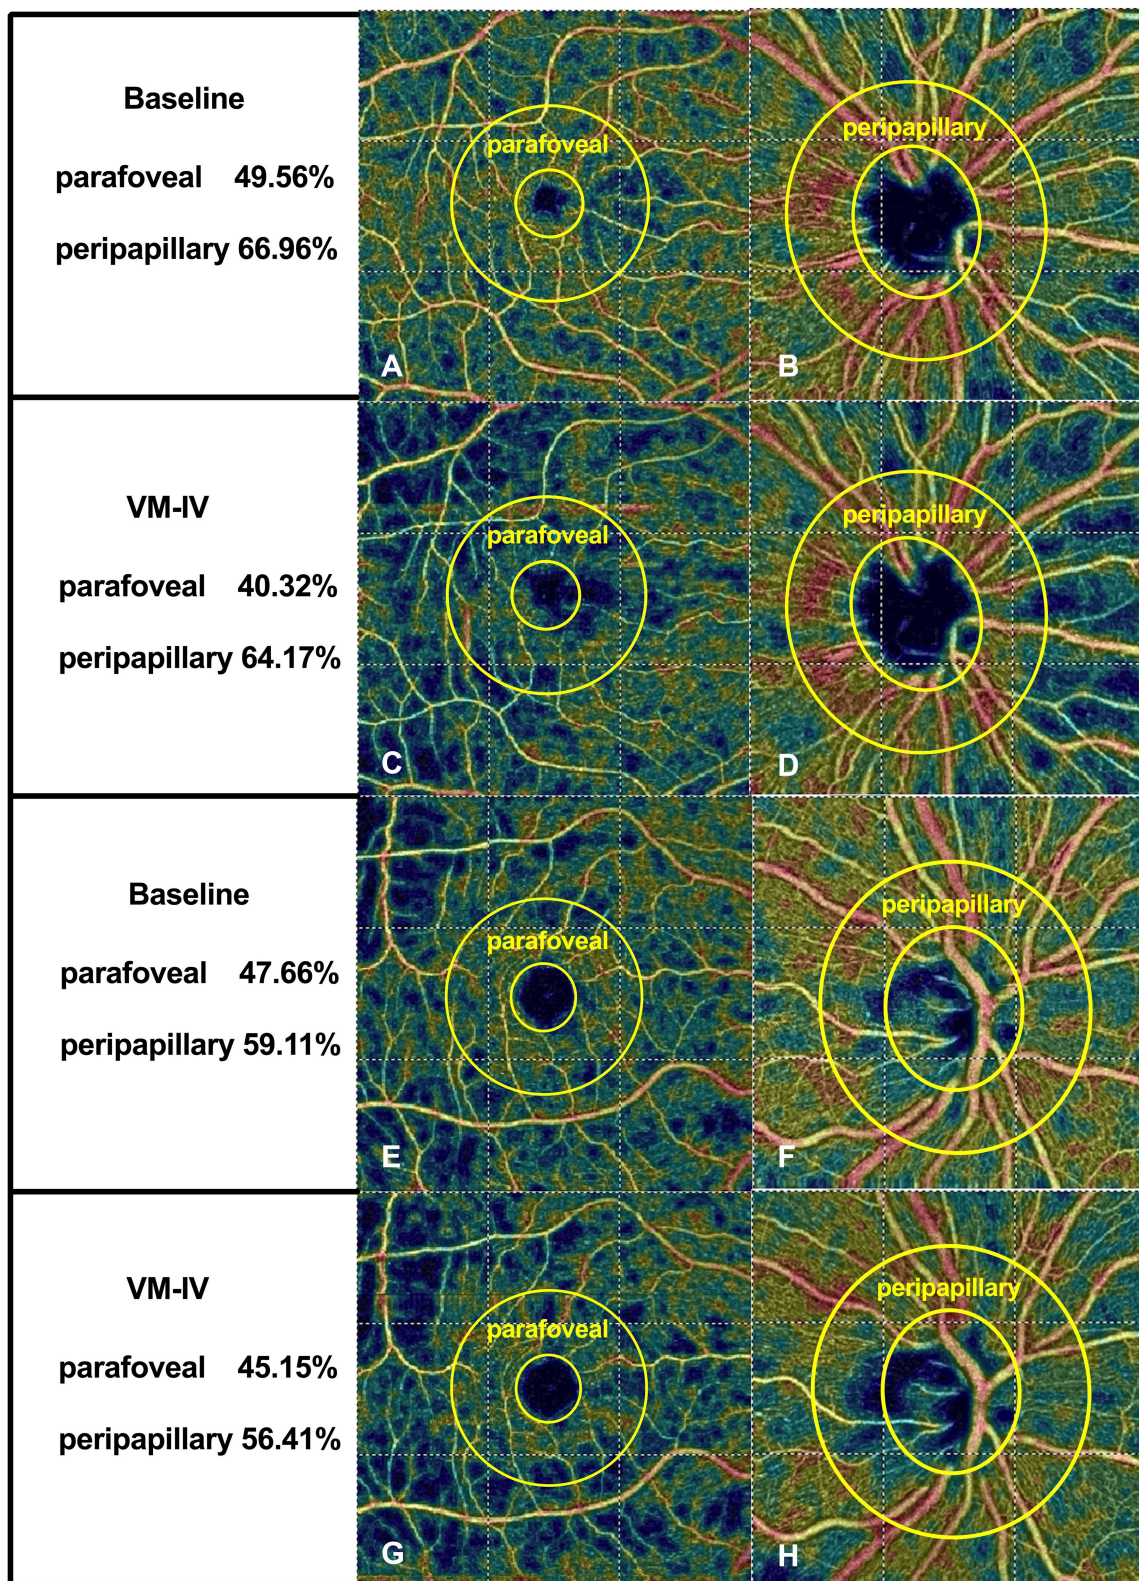 Baseline
parafoveal 49.56%
peripapillary 66.96%
parafoveal
A
peripapillary
B
VM-IV
parafoveal 40.32%
peripapillary 64.17%
parafoveal
C
peripapillary
D
Baseline
parafoveal 47.66%
peripapillary 59.11%
parafoveal
E
peripapillary
F
VM-IV
parafoveal 45.15%
peripapillary 56.41%
parafoveal
G
peripapillary
H